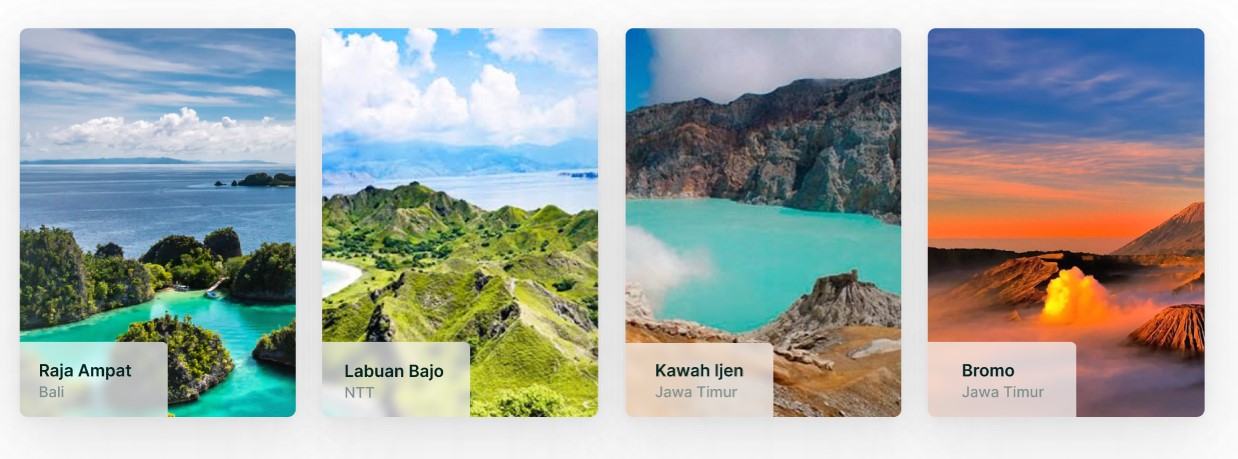 Raja Ampat
Bali
Labuan Bajo
NTT
Kawah Ijen
Jawa Timur
Bromo
Jawa Timur